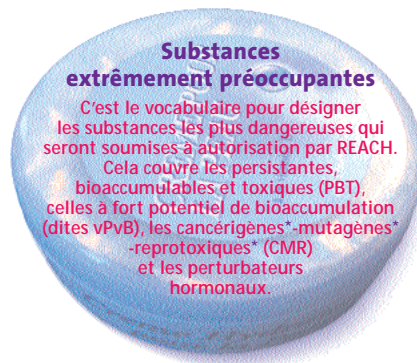 Substances
extrêmement préoccupantes
C'est le vocabulaire pour désigner
les substances les plus dangereuses qui
seront soumises à autorisation par REACH.
Cela couvre les persistantes,
bioaccumulables et toxiques (PBT),
celles à fort potentiel de bioaccumulation
(dites vPvB), les cancérigènes*-mutagènes*
-reprotoxiques* (CMR)
et les perturbateurs
hormonaux.